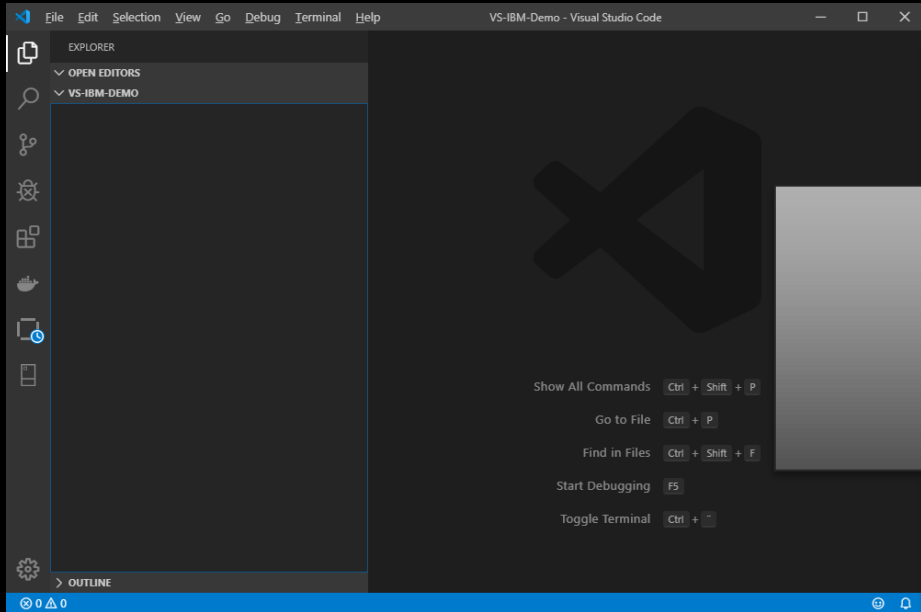 File Edit Selection View Go Debug Terminal Help VS-IBM-Demo - Visual Studio Code
EXPLORER
OPEN EDITORS
VS-IBM-DEMO
Show All Commands Ctrl + Shift + P
Go to File Ctrl + P
Find in Files Ctrl + Shift + F
Start Debugging F5
Toggle Terminal Ctrl + ¨
OUTLINE
0 0